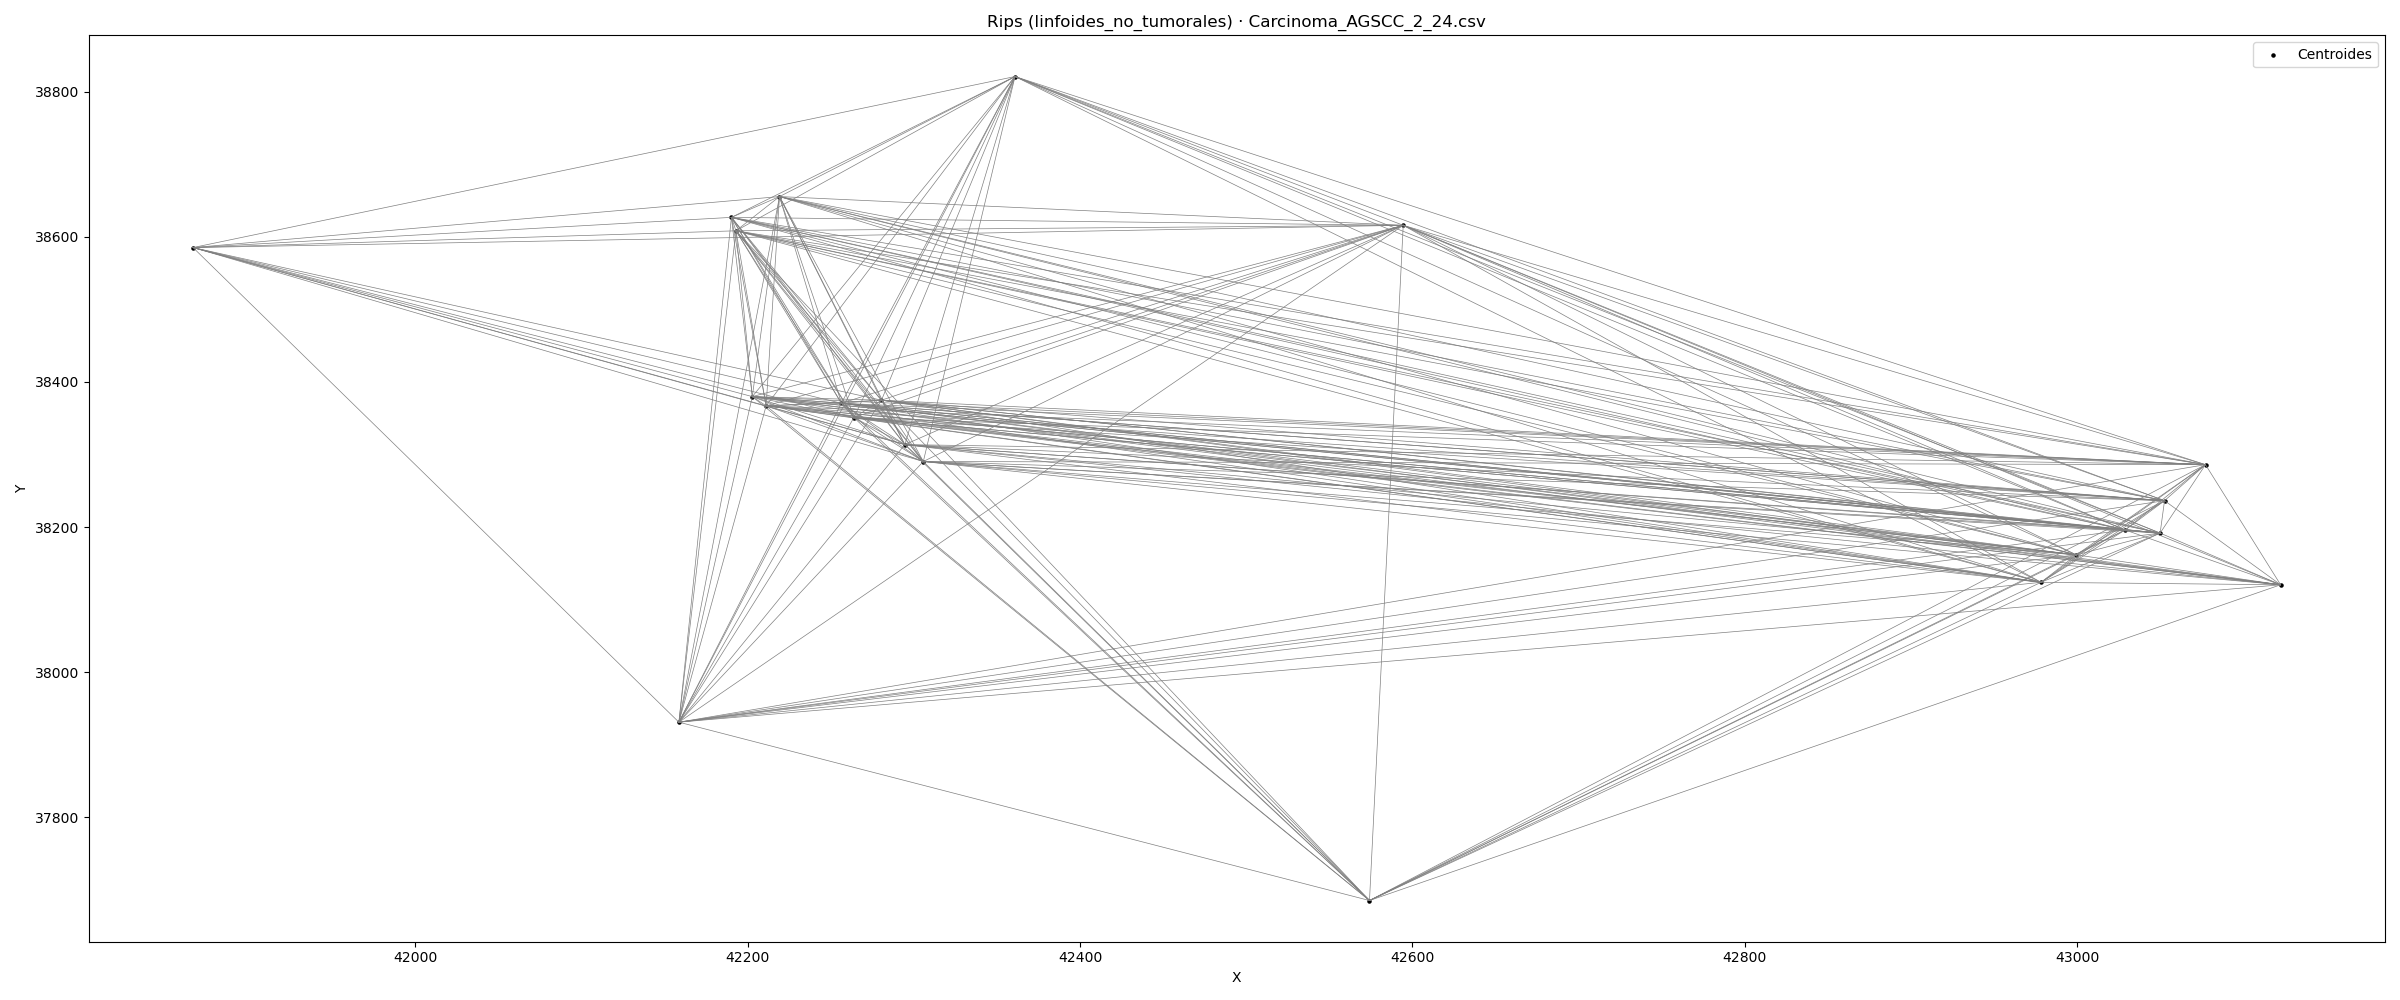 Rips (linfoides_no_tumorales) · Carcinoma_AGSCC_2_24.csv
Centroides
38800
38600
38400
38200
38000
37800
Y
42000 42200 42400 42600 42800 43000
X